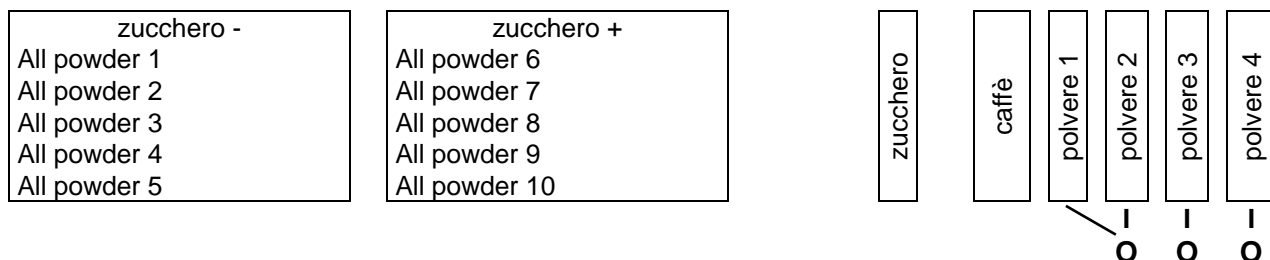 zucchero -
All powder 1
All powder 2
All powder 3
All powder 4
All powder 5
zucchero +
All powder 6
All powder 7
All powder 8
All powder 9
All powder 10
zucchero
caffè
polvere 1
polvere 2
polvere 3
polvere 4
I I I
O O O